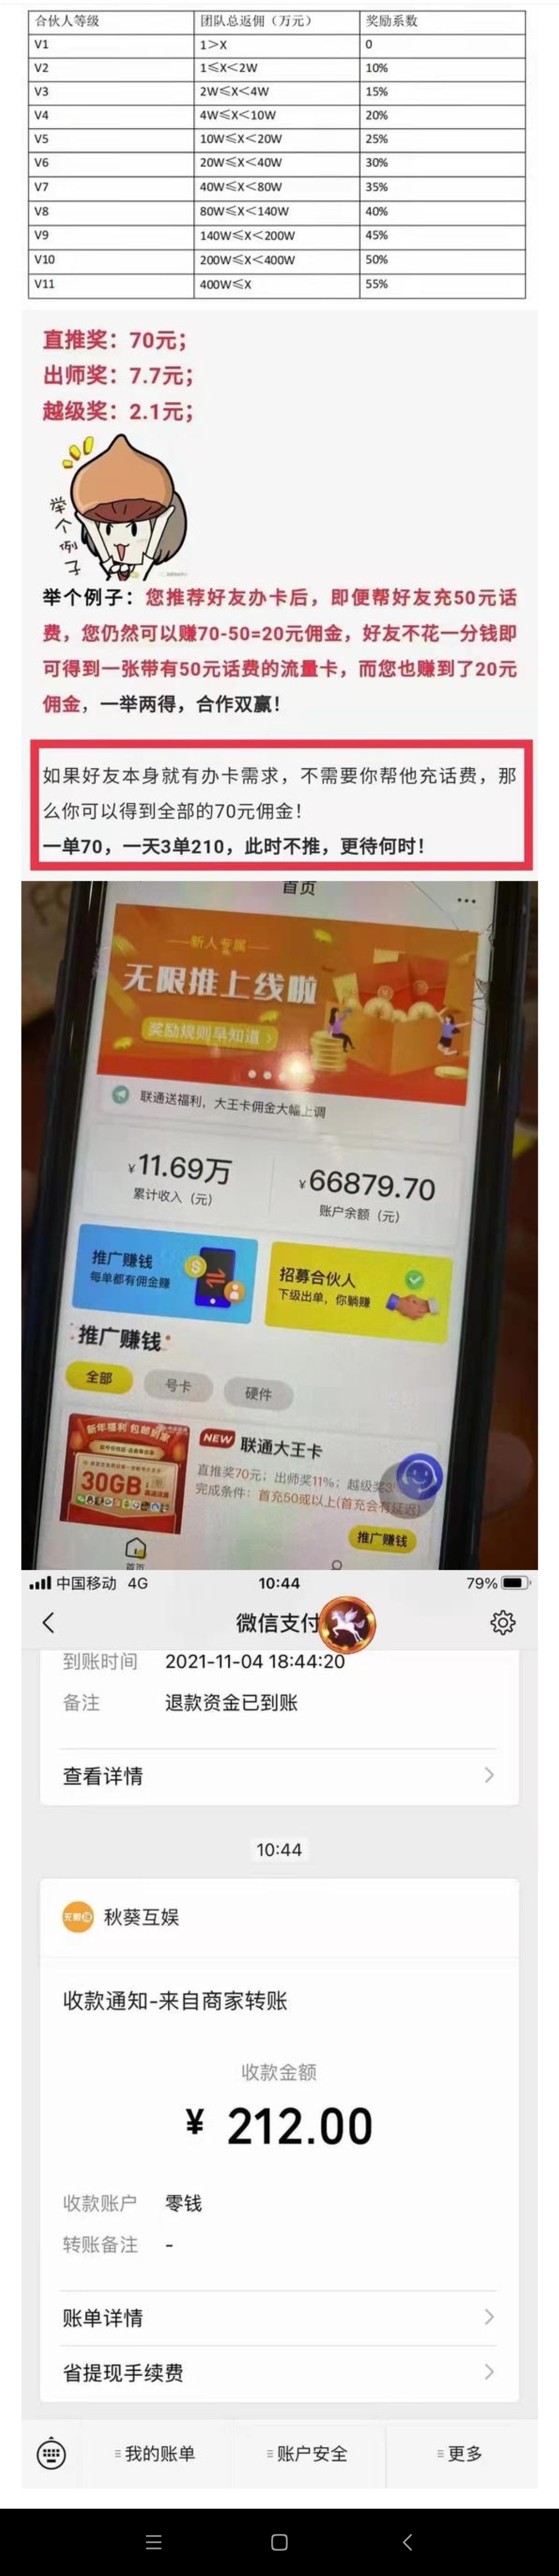 合伙人等级 团队总返佣（万元） 奖励系数
V1 1>X 0
V2 1≤X<2W 10%
V3 2W≤X<4W 15%
V4 4W≤X<10W 20%
V5 10W≤X<20W 25%
V6 20W≤X<40W 30%
V7 40W≤X<80W 35%
V8 80W≤X<140W 40%
V9 140W≤X<200W 45%
V10 200W≤X<400W 50%
V11 400W≤X 55%
直推奖：70元；
出师奖：7.7元；
越级奖：2.1元；
举个例子
举个例子：您推荐好友办卡后，即便帮好友充50元话
费，您仍然可以赚70-50=20元佣金，好友不花一分钱即
可得到一张带有50元话费的流量卡，而您也赚到了20元
佣金，一举两得，合作双赢！
如果好友本身就有办卡需求，不需要你帮他充话费，那
么你可以得到全部的70元佣金！
一单70，一天3单210，此时不推，更待何时！
首页
新人专属
无限推上线啦
奖励规则早知道
联通送福利，大王卡佣金大幅上调
¥11.69万 ¥66879.70
累计收入（元） 账户余额（元）
推广赚钱
每单都有佣金赚
招募合伙人
下级出单，你躺赚
推广赚钱
全部 号卡 硬件
新年福利 包邮到家
30GB
NEW 联通大王卡
直推奖70元；出师奖11%；越级奖3
完成条件：首充50或以上(首充会有延迟)
推广赚钱
首页
中国移动 4G 10:44 79%
微信支付
到账时间 2021-11-04 18:44:20
备注 退款资金已到账
查看详情
10:44
秋葵互娱
收款通知-来自商家转账
收款金额
¥ 212.00
收款账户 零钱
转账备注 -
账单详情
省提现手续费
我的账单 账户安全 更多